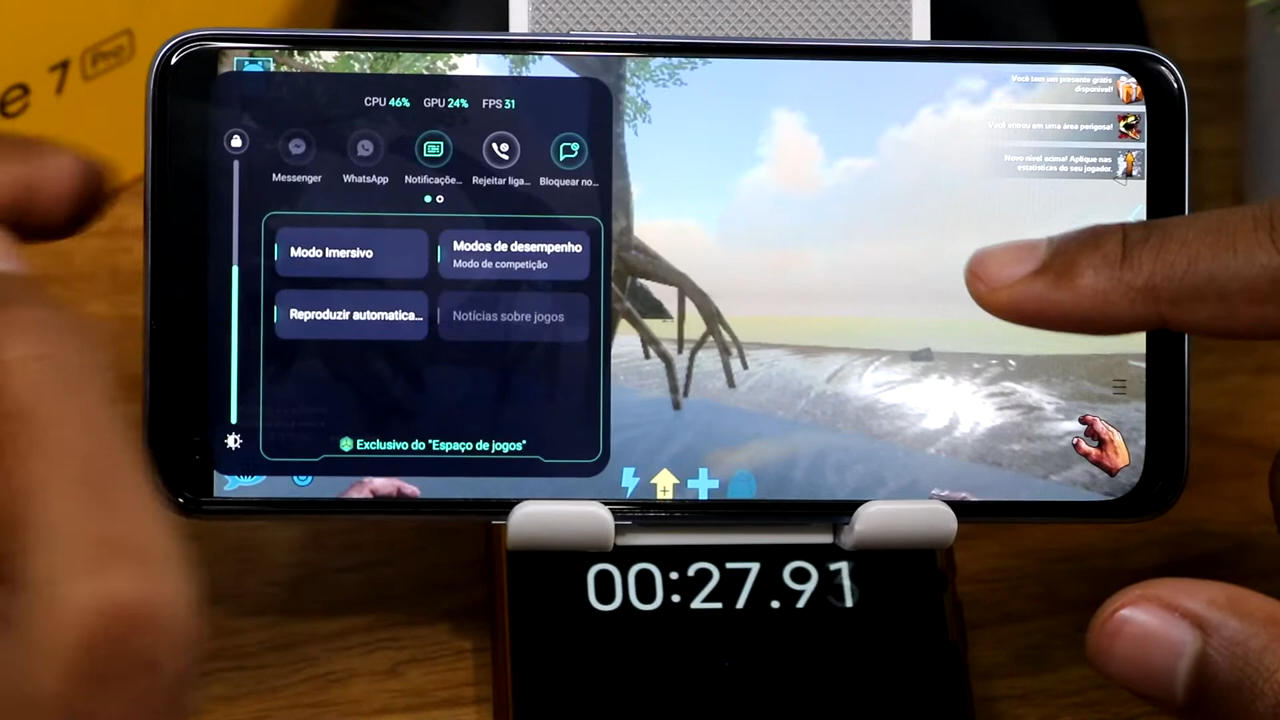 e 7 Pro
CPU 46% GPU 24% FPS 31
Messenger
WhatsApp
Notificaçõe...
Rejeitar liga...
Bloquear no...
Modo Imersivo
Modos de desempenho
Modo de competição
Reproduzir automatica...
Notícias sobre jogos
Exclusivo do "Espaço de jogos"
Você tem um presente grátis
disponível!
Você entrou em uma área perigosa!
Novo nível acima! Aplique nas
estatísticas do seu jogador.
00:27.91